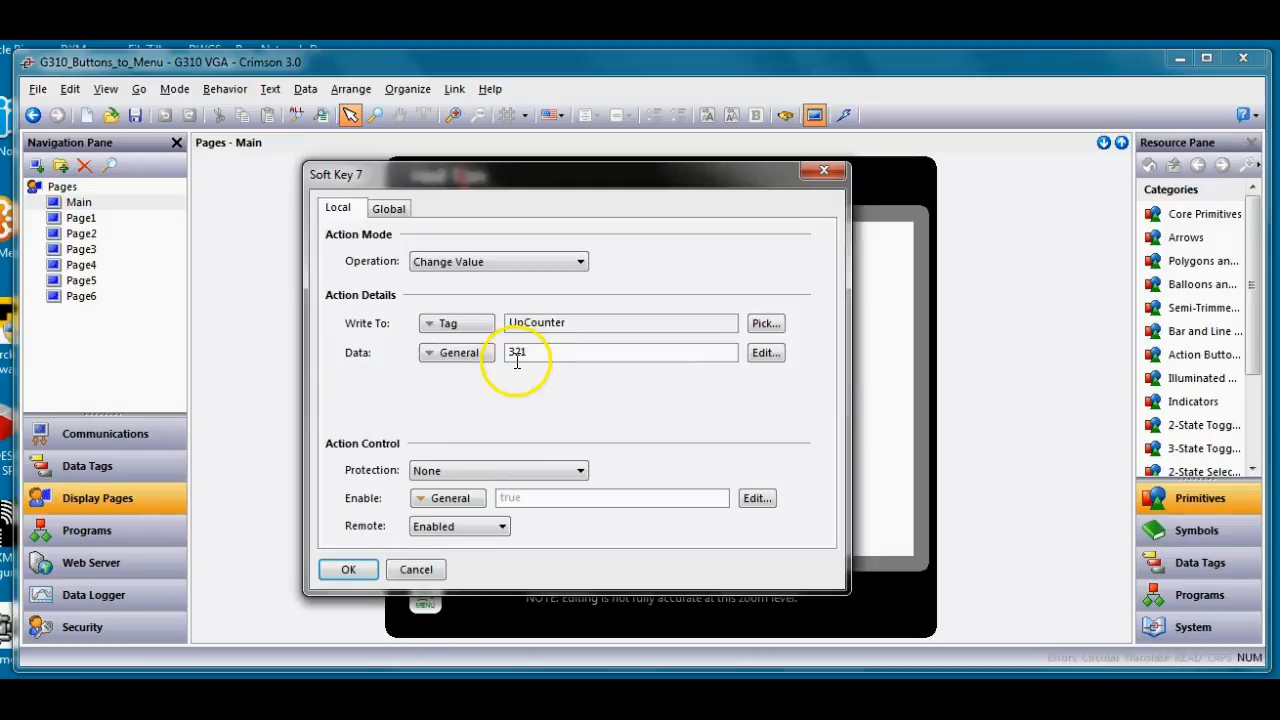 G310_Buttons_to_Menu - G310 VGA - Crimson 3.0
File Edit View Go Mode Behavior Text Data Arrange Organize Link Help
Navigation Pane
Pages - Main
Resource Pane
Pages
Main
Page1
Page2
Page3
Page4
Page5
Page6
Communications
Data Tags
Display Pages
Programs
Web Server
Data Logger
Security
Soft Key 7
Local Global
Action Mode
Operation: Change Value
Action Details
Write To: Tag UpCounter Pick...
Data: General 321 Edit...
Action Control
Protection: None
Enable: General true Edit...
Remote: Enabled
OK Cancel
MENU
NOTE: Editing is not fully accurate at this zoom level.
Categories
Core Primitives
Arrows
Polygons an...
Balloons an...
Semi-Trimme...
Bar and Line ...
Action Butto...
Illuminated ...
Indicators
2-State Togg...
3-State Togg...
2-State Selec...
Primitives
Symbols
Data Tags
Programs
System
Errors Circular Translate READ CAPS NUM